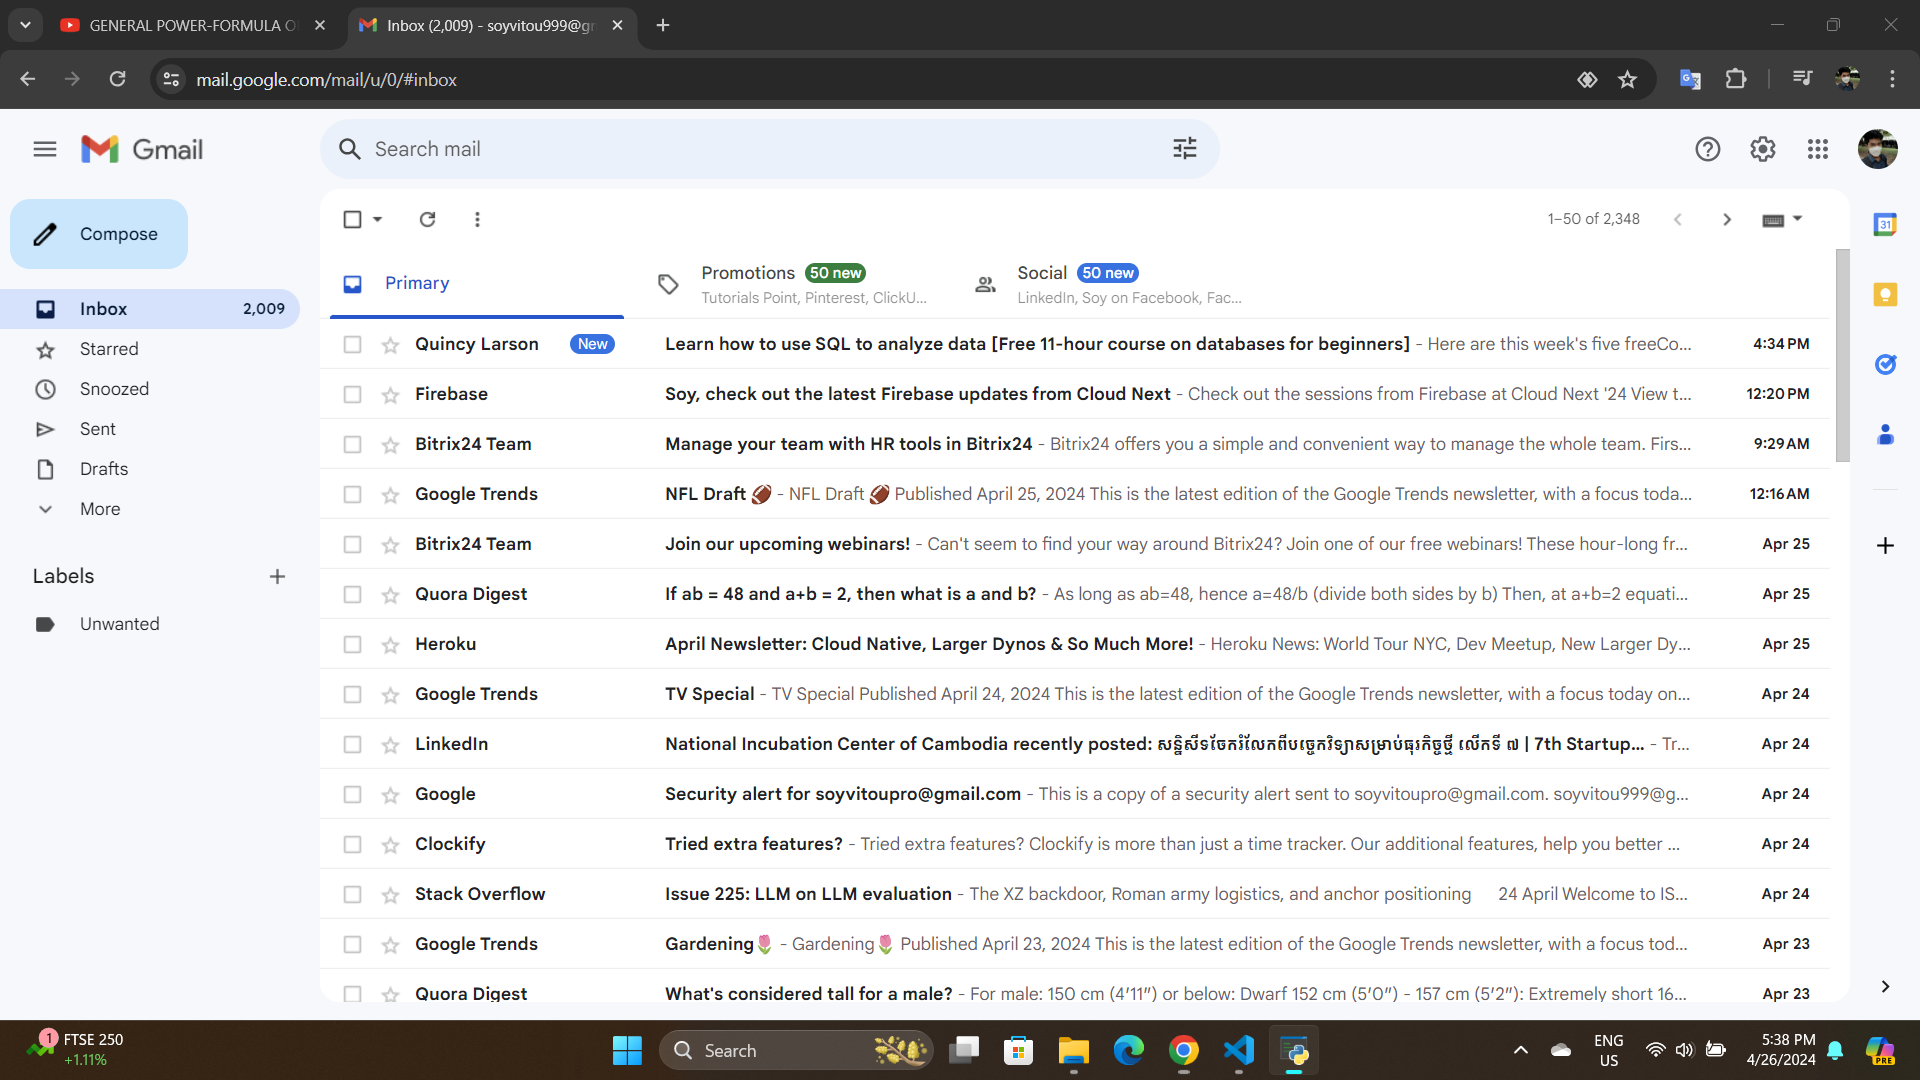 GENERAL POWER-FORMULA O
Inbox (2,009) - soyvitou999@g
mail.google.com/mail/u/0/#inbox
Gmail
Search mail
Compose
1–50 of 2,348
Primary
Promotions 50 new
Tutorials Point, Pinterest, ClickU...
Social 50 new
LinkedIn, Soy on Facebook, Fac...
Inbox 2,009
Starred
Snoozed
Sent
Drafts
More
Labels
Unwanted
Quincy Larson New Learn how to use SQL to analyze data [Free 11-hour course on databases for beginners] - Here are this week's five freeCo... 4:34 PM
Firebase Soy, check out the latest Firebase updates from Cloud Next - Check out the sessions from Firebase at Cloud Next '24 View t... 12:20 PM
Bitrix24 Team Manage your team with HR tools in Bitrix24 - Bitrix24 offers you a simple and convenient way to manage the whole team. Firs... 9:29 AM
Google Trends NFL Draft 🏈 - NFL Draft 🏈 Published April 25, 2024 This is the latest edition of the Google Trends newsletter, with a focus toda... 12:16 AM
Bitrix24 Team Join our upcoming webinars! - Can't seem to find your way around Bitrix24? Join one of our free webinars! These hour-long fr... Apr 25
Quora Digest If ab = 48 and a+b = 2, then what is a and b? - As long as ab=48, hence a=48/b (divide both sides by b) Then, at a+b=2 equati... Apr 25
Heroku April Newsletter: Cloud Native, Larger Dynos & So Much More! - Heroku News: World Tour NYC, Dev Meetup, New Larger Dy... Apr 25
Google Trends TV Special - TV Special Published April 24, 2024 This is the latest edition of the Google Trends newsletter, with a focus today on... Apr 24
LinkedIn National Incubation Center of Cambodia recently posted: សន្និសីទចែករំលែកពីបច្ចេកវិទ្យាសម្រាប់ធុរកិច្ចថ្មី លើកទី ៧ | 7th Startup... - Tr... Apr 24
Google Security alert for soyvitoupro@gmail.com - This is a copy of a security alert sent to soyvitoupro@gmail.com. soyvitou999@g... Apr 24
Clockify Tried extra features? - Tried extra features? Clockify is more than just a time tracker. Our additional features, help you better ... Apr 24
Stack Overflow Issue 225: LLM on LLM evaluation - The XZ backdoor, Roman army logistics, and anchor positioning 24 April Welcome to IS... Apr 24
Google Trends Gardening🌷 - Gardening🌷 Published April 23, 2024 This is the latest edition of the Google Trends newsletter, with a focus tod... Apr 23
Quora Digest What's considered tall for a male? - For male: 150 cm (4’11”) or below: Dwarf 152 cm (5’0”) - 157 cm (5’2”): Extremely short 16... Apr 23
31
1
FTSE 250
+1.11%
Search
ENG
US
5:38 PM
4/26/2024
PRE